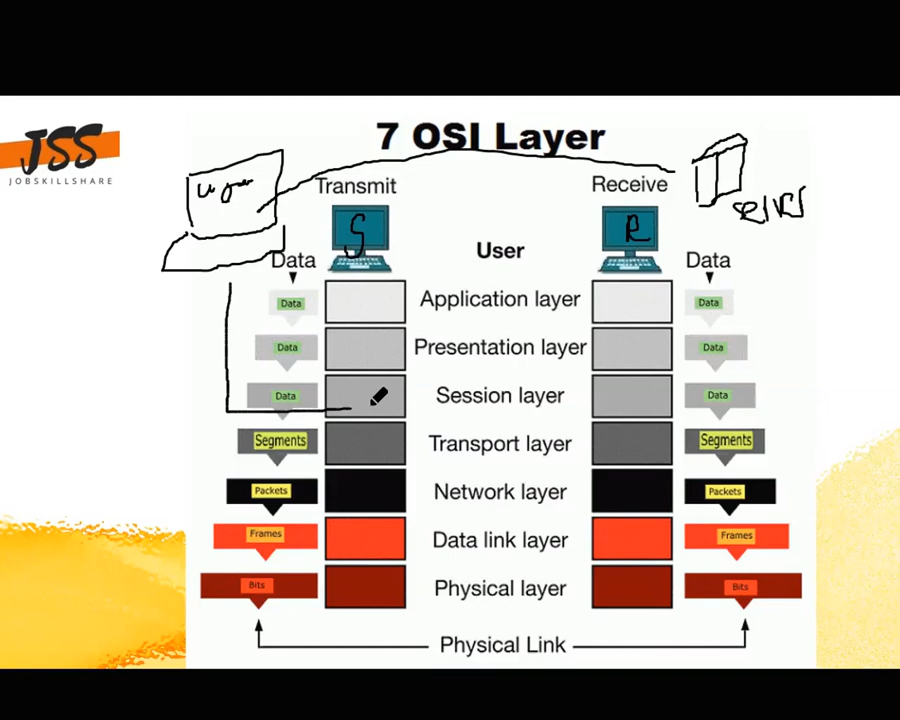 7 OSI Layer
JSS
JOBSKILLSHARE
Transmit
Receive
S
R
User
Data
Data
Data Application layer Data
Data Presentation layer Data
Data Session layer Data
Segments Transport layer Segments
Packets Network layer Packets
Frames Data link layer Frames
Bits Physical layer Bits
Physical Link